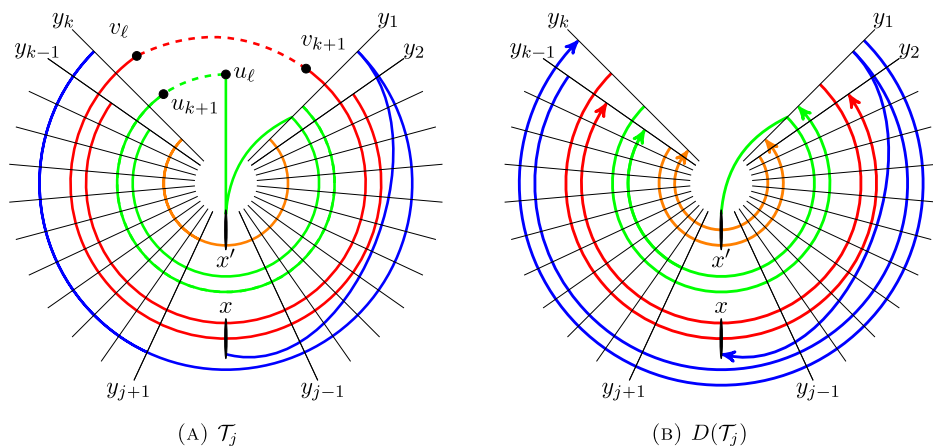 y_k y_1 y_k y_1
v_ℓ v_{k+1}
y_{k-1} y_2 y_{k-1} y_2
u_ℓ
u_{k+1}
x' x'
x x
y_{j+1} y_{j-1} y_{j+1} y_{j-1}
(A) 𝒯_j (B) D(𝒯_j)